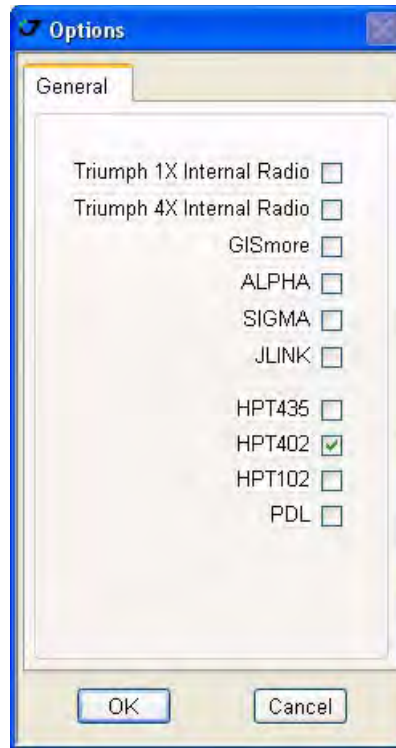 Options
General
Triumph 1X Internal Radio
Triumph 4X Internal Radio
GISmore
ALPHA
SIGMA
JLINK
HPT435
HPT402
HPT102
PDL
OK Cancel